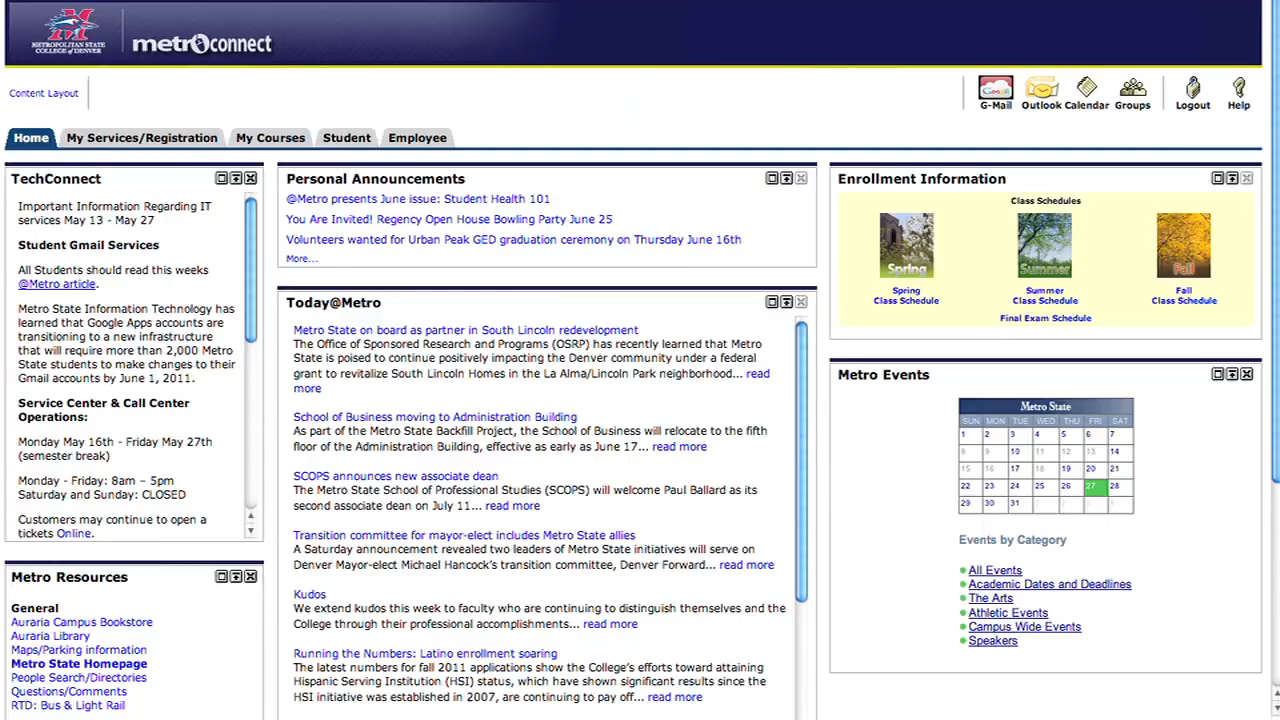 METROPOLITAN STATE
COLLEGE of DENVER
metroconnect
Content Layout
Gmail
G-Mail
Outlook
Calendar
Groups
Logout
Help
Home
My Services/Registration
My Courses
Student
Employee
TechConnect
Important Information Regarding IT
services May 13 - May 27
Student Gmail Services
All Students should read this weeks
@Metro article.
Metro State Information Technology has
learned that Google Apps accounts are
transitioning to a new infrastructure
that will require more than 2,000 Metro
State students to make changes to their
Gmail accounts by June 1, 2011.
Service Center & Call Center
Operations:
Monday May 16th - Friday May 27th
(semester break)
Monday - Friday: 8am – 5pm
Saturday and Sunday: CLOSED
Customers may continue to open a
tickets Online.
Metro Resources
General
Auraria Campus Bookstore
Auraria Library
Maps/Parking information
Metro State Homepage
People Search/Directories
Questions/Comments
RTD: Bus & Light Rail
Personal Announcements
@Metro presents June issue: Student Health 101
You Are Invited! Regency Open House Bowling Party June 25
Volunteers wanted for Urban Peak GED graduation ceremony on Thursday June 16th
More...
Today@Metro
Metro State on board as partner in South Lincoln redevelopment
The Office of Sponsored Research and Programs (OSRP) has recently learned that Metro
State is poised to continue positively impacting the Denver community under a federal
grant to revitalize South Lincoln Homes in the La Alma/Lincoln Park neighborhood... read
more
School of Business moving to Administration Building
As part of the Metro State Backfill Project, the School of Business will relocate to the fifth
floor of the Administration Building, effective as early as June 17... read more
SCOPS announces new associate dean
The Metro State School of Professional Studies (SCOPS) will welcome Paul Ballard as its
second associate dean on July 11... read more
Transition committee for mayor-elect includes Metro State allies
A Saturday announcement revealed two leaders of Metro State initiatives will serve on
Denver Mayor-elect Michael Hancock's transition committee, Denver Forward... read more
Kudos
We extend kudos this week to faculty who are continuing to distinguish themselves and the
College through their professional accomplishments... read more
Running the Numbers: Latino enrollment soaring
The latest numbers for fall 2011 applications show the College's efforts toward attaining
Hispanic Serving Institution (HSI) status, which have shown significant results since the
HSI initiative was established in 2007, are continuing to pay off... read more
Enrollment Information
Class Schedules
Spring
Summer
Fall
Spring
Class Schedule
Summer
Class Schedule
Fall
Class Schedule
Final Exam Schedule
Metro Events
Metro State
SUN MON TUE WED THU FRI SAT
1 2 3 4 5 6 7
8 9 10 11 12 13 14
15 16 17 18 19 20 21
22 23 24 25 26 27 28
29 30 31 1 2 3 4
Events by Category
All Events
Academic Dates and Deadlines
The Arts
Athletic Events
Campus Wide Events
Speakers